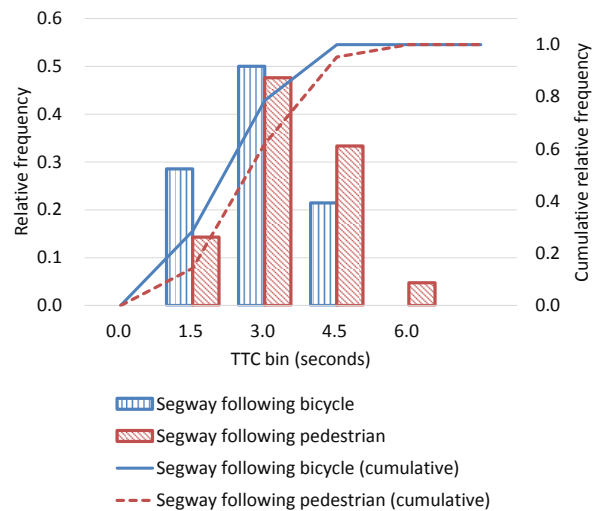 0.6
0.5
0.4
0.3
0.2
0.1
0.0
Relative frequency
1.0
0.8
0.6
0.4
0.2
0.0
Cumulative relative frequency
0.0 1.5 3.0 4.5 6.0
TTC bin (seconds)
Segway following bicycle
Segway following pedestrian
Segway following bicycle (cumulative)
Segway following pedestrian (cumulative)